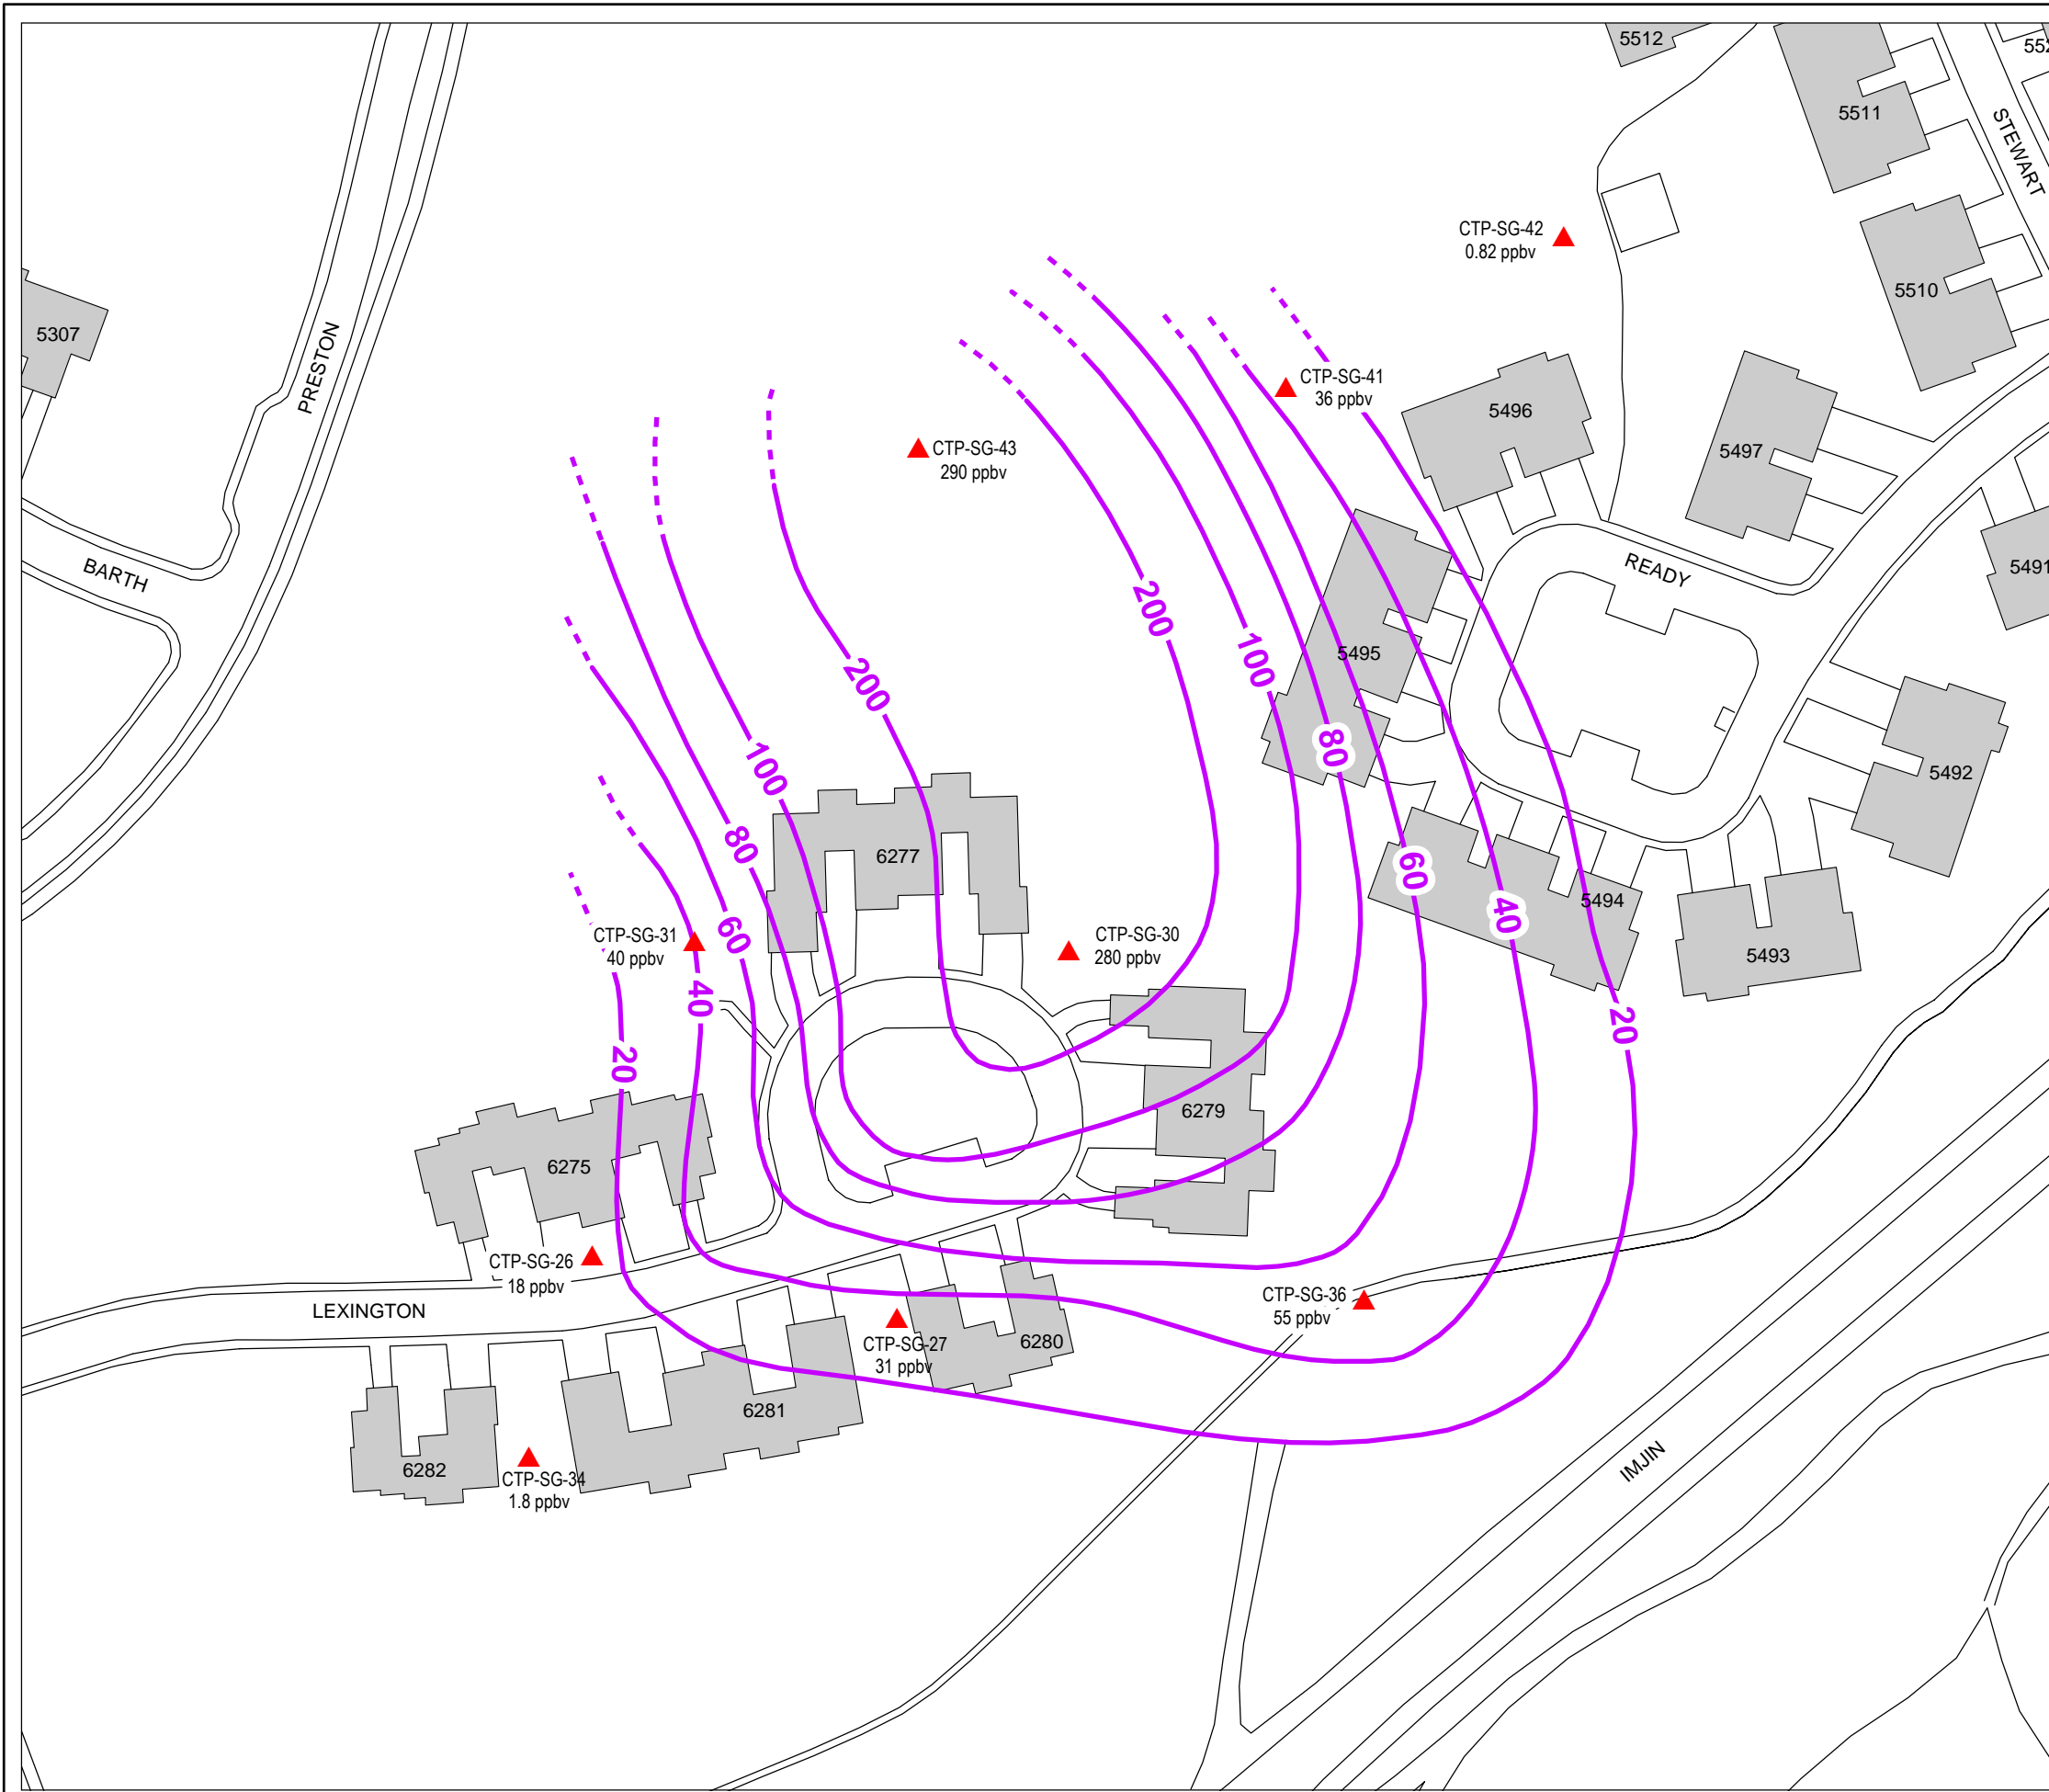 5512
552
5511
STEWART
CTP-SG-42
0.82 ppbv
5510
5307
PRESTON
CTP-SG-41
36 ppbv
5496
CTP-SG-43
290 ppbv
5497
BARTH
READY
5491
200
100
5495
200
80
100
5492
80
6277
60
5494
40
60
CTP-SG-31
40 ppbv
CTP-SG-30
280 ppbv
5493
40
20
20
6279
6275
CTP-SG-26
18 ppbv
LEXINGTON
CTP-SG-36
55 ppbv
CTP-SG-27
31 ppbv
6280
6281
6282
CTP-SG-34
1.8 ppbv
IMJIN